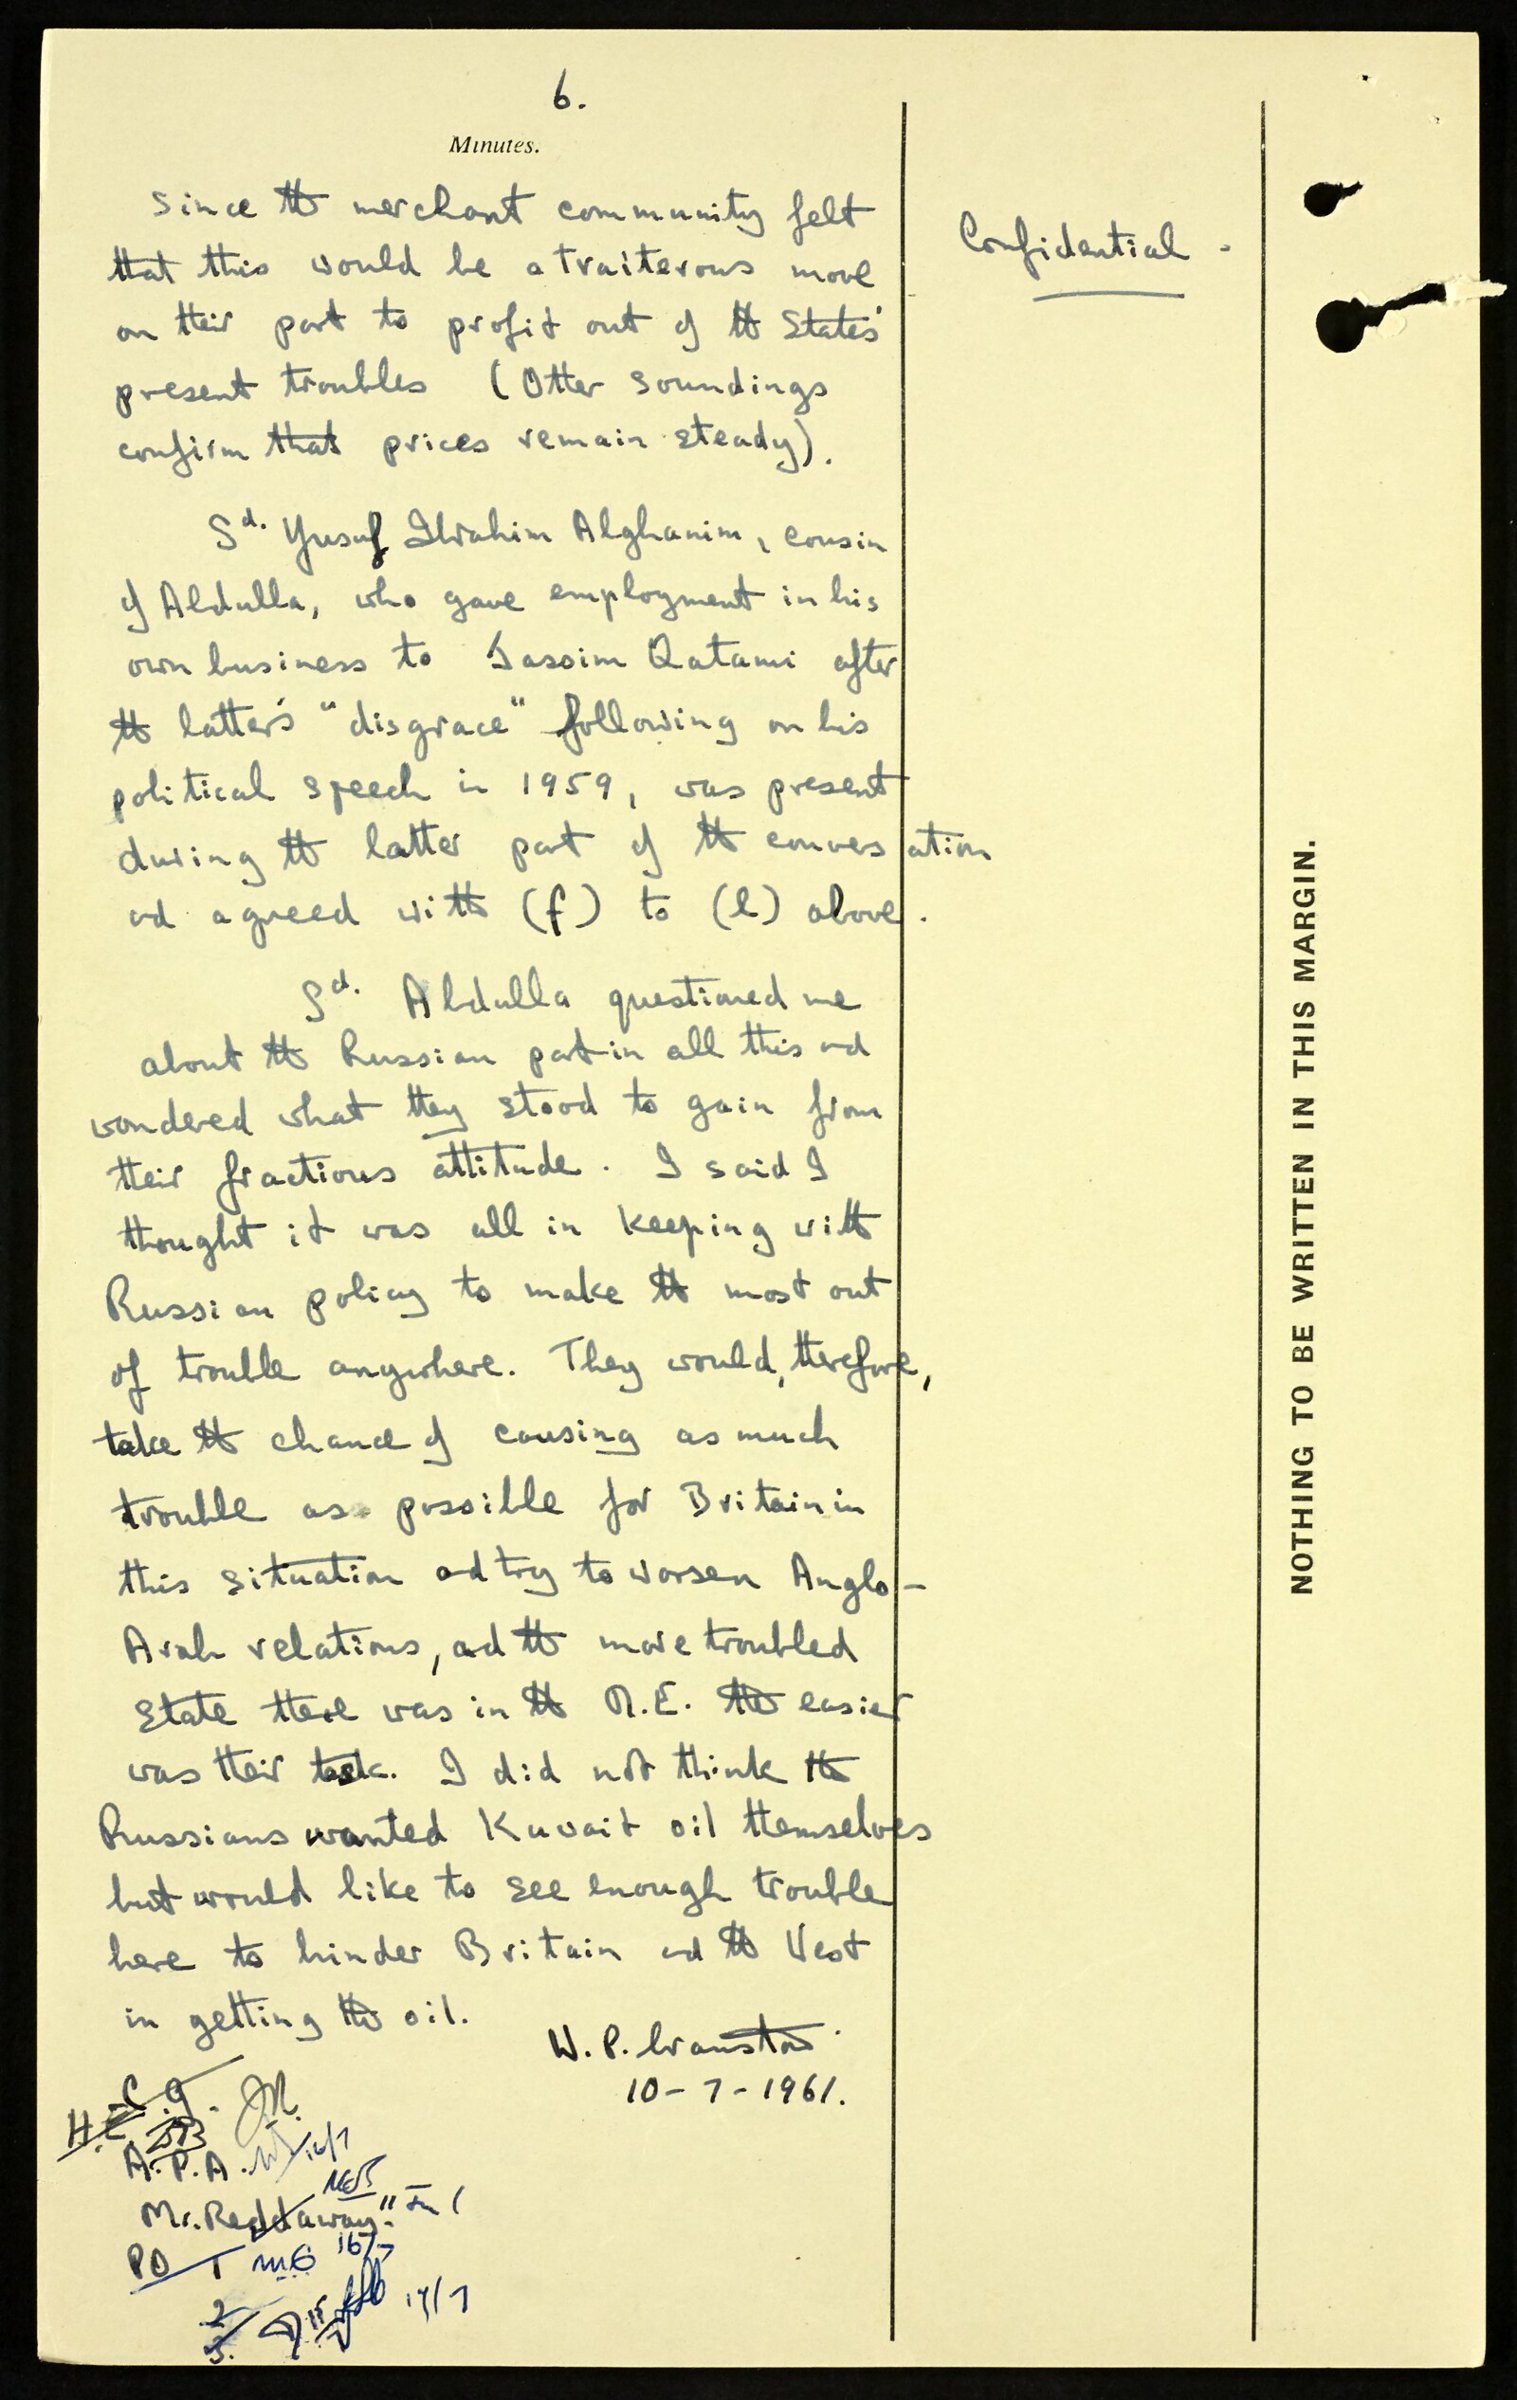 6.
Minutes.
Since the merchant community felt
that this would be a traiterous move
on their part to profit out of the States'
present troubles (Other soundings
confirm that prices remain steady).
Confidential -
Sd. Yusuf Ibrahim Alghanim, cousin
of Abdulla, who gave employment in his
own business to Jassim Qatami after
the latter's "disgrace" following on his
political speech in 1959, was present
during the latter part of the conversation
and agreed with (f) to (l) above.
Sd. Abdulla questioned me
about the Russian part in all this and
wondered what they stood to gain from
their fractious attitude. I said I
thought it was all in keeping with
Russian policy to make the most out
of trouble anywhere. They would, therefore,
take the chance of causing as much
trouble as possible for Britain in
this situation and try to worsen Anglo-
Arab relations, and the more troubled
state there was in the M.E. the easier
was their task. I did not think the
Russians wanted Kuwait oil themselves
but would like to see enough trouble
here to hinder Britain and the West
in getting the oil.
W. P. Cranston
10-7-1961.
H.E.
A.P.A. 16/7
Mr. Reddaway
PO 16/7
17/7
NOTHING TO BE WRITTEN IN THIS MARGIN.